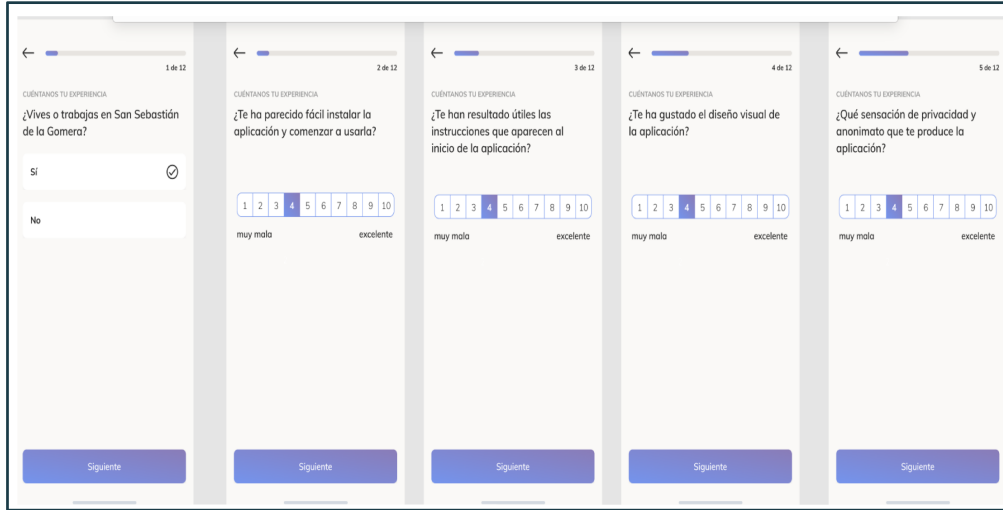 1 de 12
CUÉNTANOS TU EXPERIENCIA
¿Vives o trabajas en San Sebastián
de la Gomera?
Sí
No
Siguiente
2 de 12
CUÉNTANOS TU EXPERIENCIA
¿Te ha parecido fácil instalar la
aplicación y comenzar a usarla?
1 2 3 4 5 6 7 8 9 10
muy mala excelente
Siguiente
3 de 12
CUÉNTANOS TU EXPERIENCIA
¿Te han resultado útiles las
instrucciones que aparecen al
inicio de la aplicación?
1 2 3 4 5 6 7 8 9 10
muy mala excelente
Siguiente
4 de 12
CUÉNTANOS TU EXPERIENCIA
¿Te ha gustado el diseño visual de
la aplicación?
1 2 3 4 5 6 7 8 9 10
muy mala excelente
Siguiente
5 de 12
CUÉNTANOS TU EXPERIENCIA
¿Qué sensación de privacidad y
anonimato que te produce la
aplicación?
1 2 3 4 5 6 7 8 9 10
muy mala excelente
Siguiente